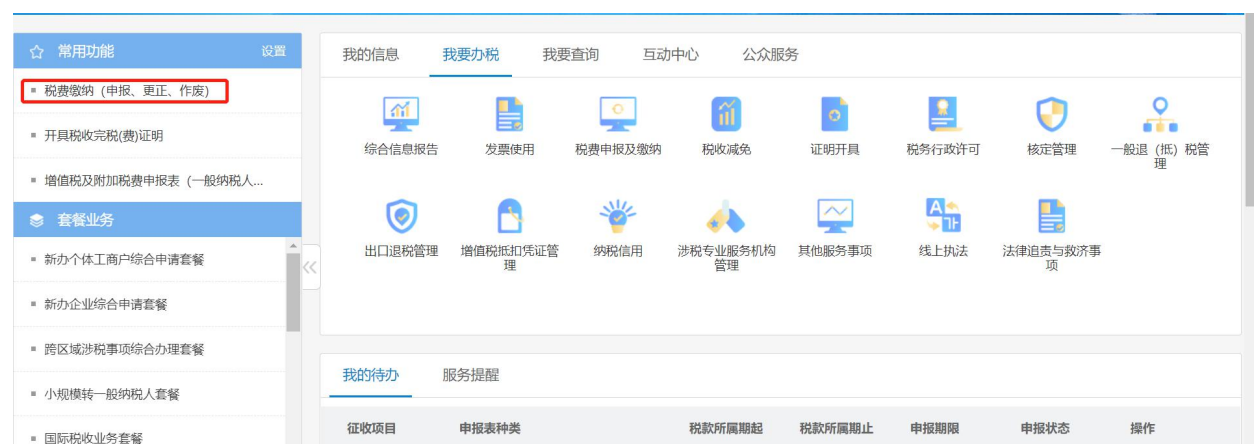 常用功能 设置
税费缴纳（申报、更正、作废）
开具税收完税(费)证明
增值税及附加税费申报表（一般纳税人...
套餐业务
新办个体工商户综合申请套餐
新办企业综合申请套餐
跨区域涉税事项综合办理套餐
小规模转一般纳税人套餐
国际税收业务套餐
我的信息 我要办税 我要查询 互动中心 公众服务
综合信息报告 发票使用 税费申报及缴纳 税收减免 证明开具 税务行政许可 核定管理 一般退（抵）税管
理
出口退税管理 增值税抵扣凭证管 纳税信用 涉税专业服务机构 其他服务事项 线上执法 法律追责与救济事
理 管理 项
我的待办 服务提醒
征收项目 申报表种类 税款所属期起 税款所属期止 申报期限 申报状态 操作